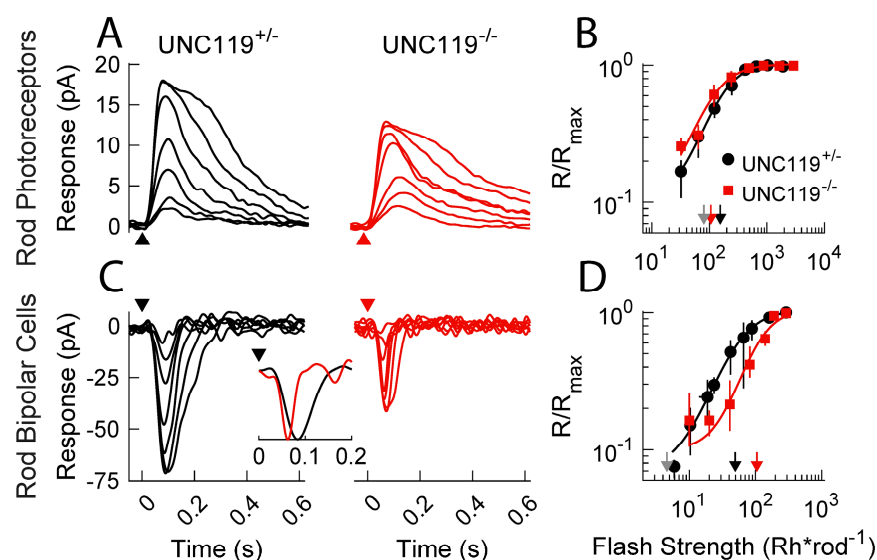 A
UNC119+/-
UNC119-/-
B
Rod Photoreceptors
Response (pA)
20
15
10
5
0
R/Rmax
10^0
10^-1
UNC119+/-
UNC119-/-
10^1
10^2
10^3
10^4
C
D
Rod Bipolar Cells
Response (pA)
0
-25
-50
-75
0
0.1
0.2
0
0.2
0.4
0.6
Time (s)
0
0.2
0.4
0.6
Time (s)
R/Rmax
10^0
10^-1
10^1
10^2
10^3
Flash Strength (Rh*rod^-1)